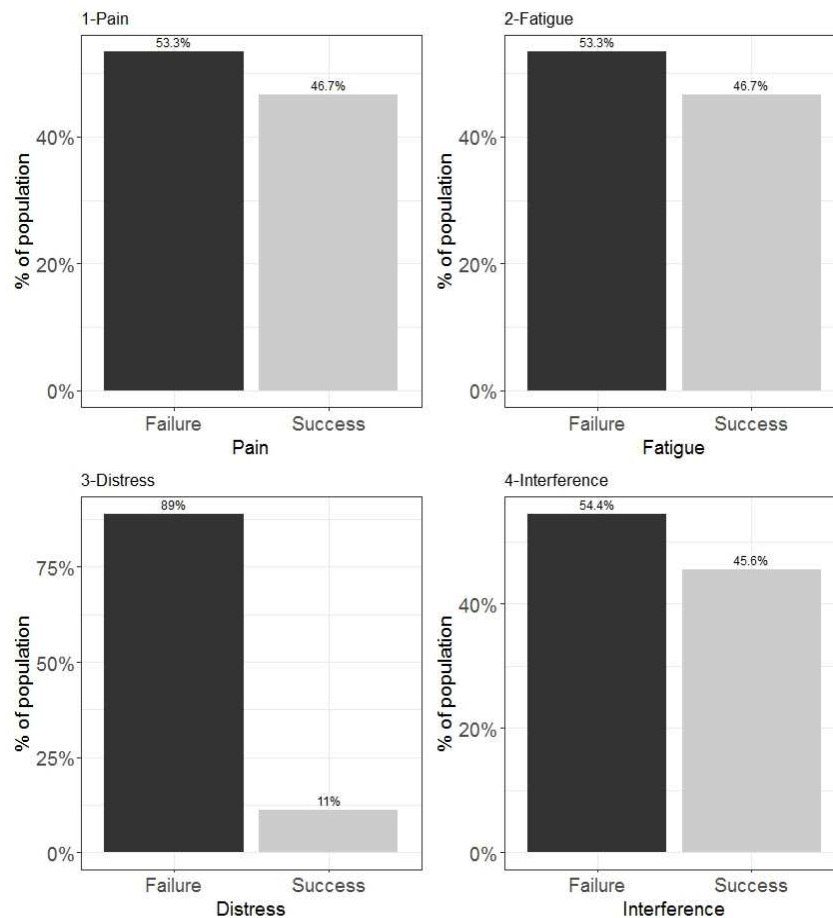 1-Pain
53.3%
46.7%
40%
20%
0%
% of population
Failure Success
Pain
2-Fatigue
53.3%
46.7%
40%
20%
0%
% of population
Failure Success
Fatigue
3-Distress
89%
11%
75%
50%
25%
0%
% of population
Failure Success
Distress
4-Interference
54.4%
45.6%
40%
20%
0%
% of population
Failure Success
Interference